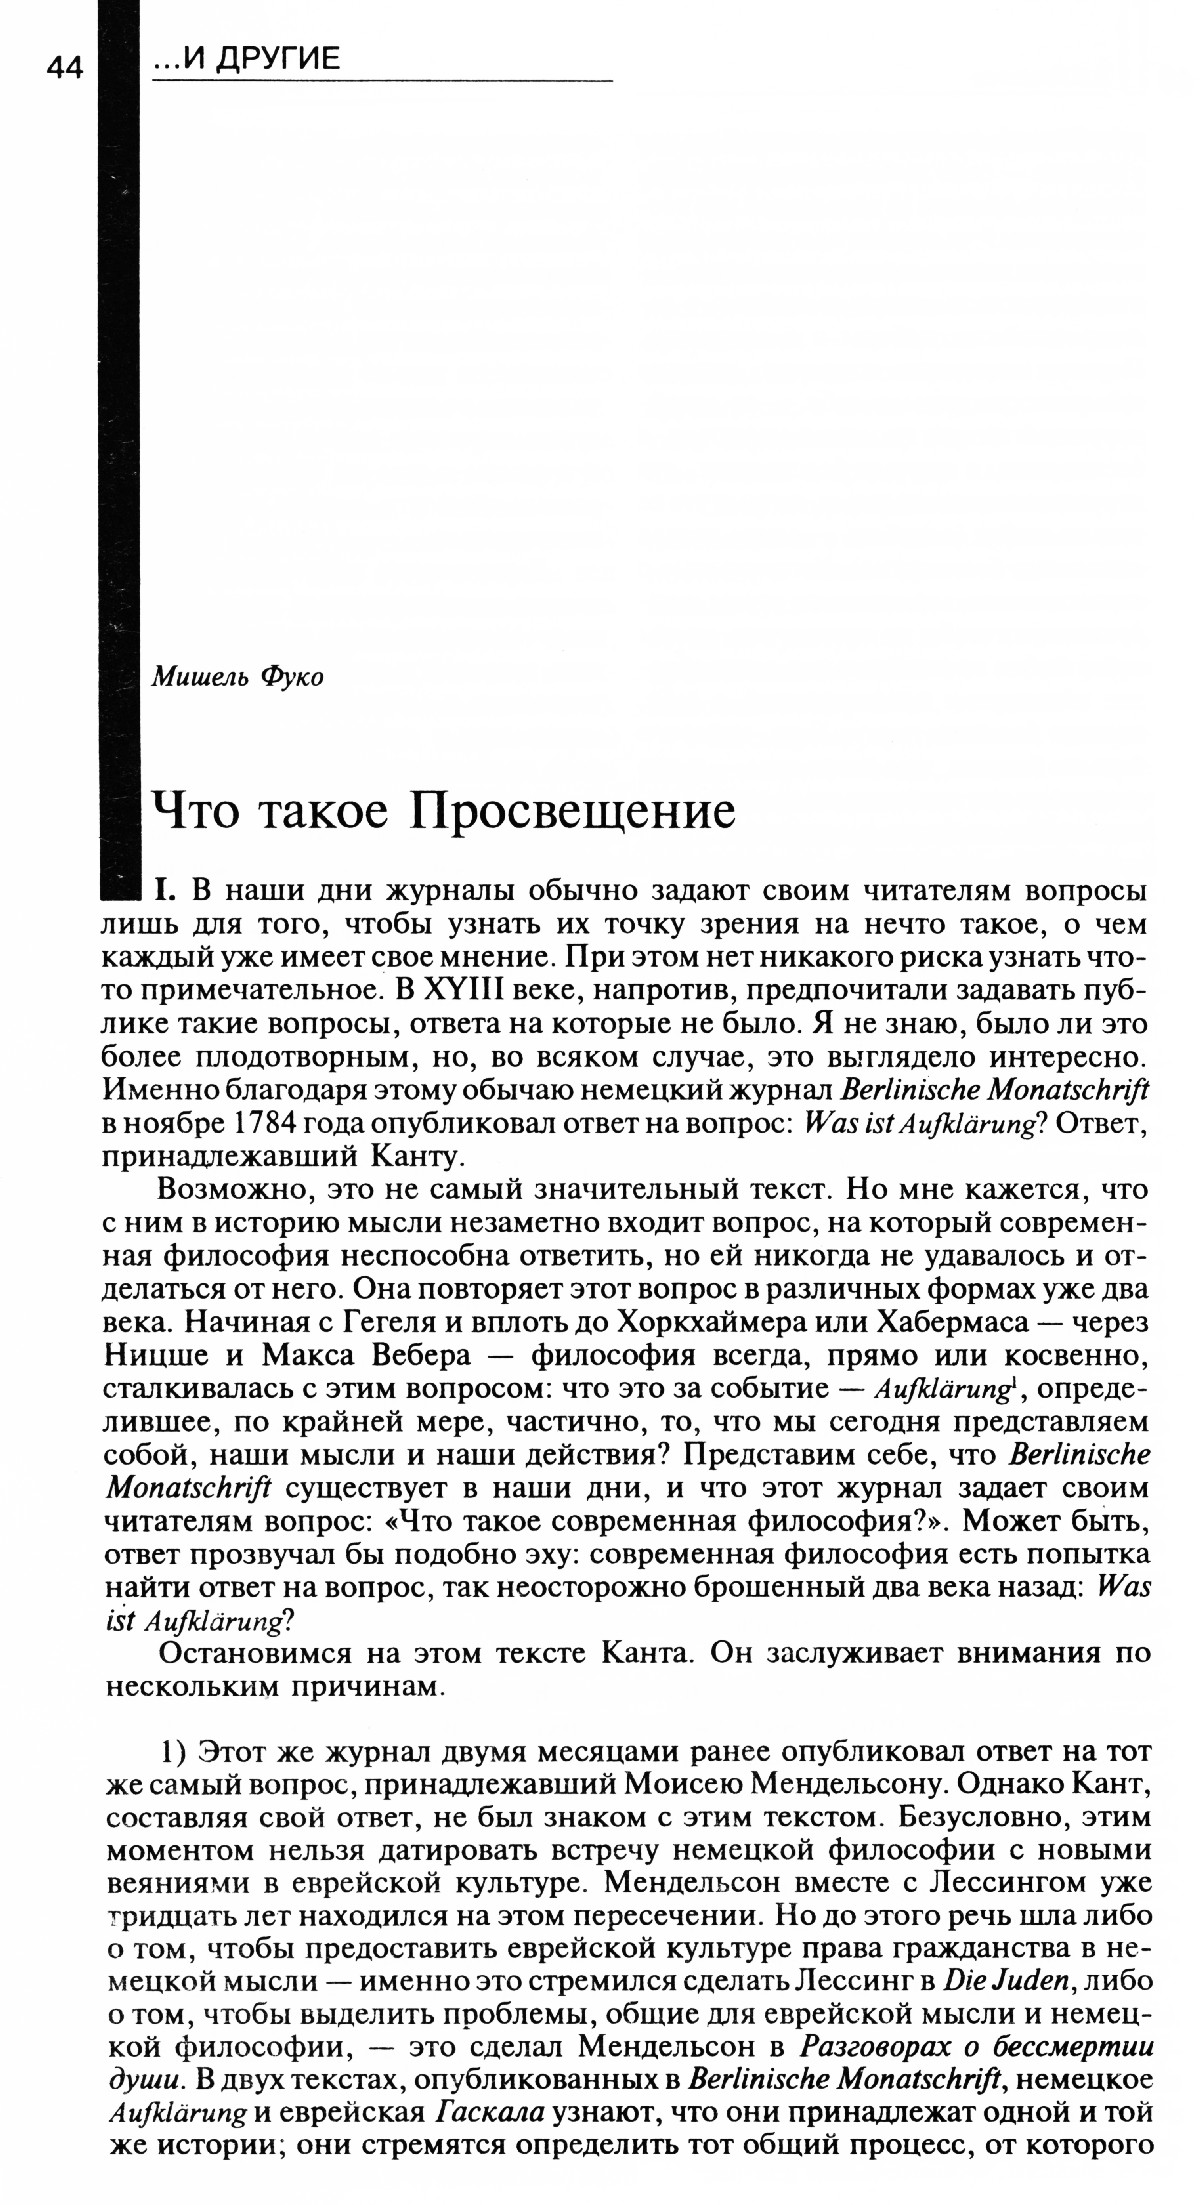 44
...И ДРУГИЕ
Мишель Фуко
Что такое Просвещение
I. В наши дни журналы обычно задают своим читателям вопросы
лишь для того, чтобы узнать их точку зрения на нечто такое, о чем
каждый уже имеет свое мнение. При этом нет никакого риска узнать что-
то примечательное. В XYIII веке, напротив, предпочитали задавать пуб-
лике такие вопросы, ответа на которые не было. Я не знаю, было ли это
более плодотворным, но, во всяком случае, это выглядело интересно.
Именно благодаря этому обычаю немецкий журнал Berlinische Monatschrift
в ноябре 1784 года опубликовал ответ на вопрос: Was ist Aufklärung? Ответ,
принадлежавший Канту.
Возможно, это не самый значительный текст. Но мне кажется, что
с ним в историю мысли незаметно входит вопрос, на который современ-
ная философия неспособна ответить, но ей никогда не удавалось и от-
делаться от него. Она повторяет этот вопрос в различных формах уже два
века. Начиная с Гегеля и вплоть до Хоркхаймера или Хабермаса — через
Ницше и Макса Вебера — философия всегда, прямо или косвенно,
сталкивалась с этим вопросом: что это за событие — Aufklärung¹, опреде-
лившее, по крайней мере, частично, то, что мы сегодня представляем
собой, наши мысли и наши действия? Представим себе, что Berlinische
Monatschrift существует в наши дни, и что этот журнал задает своим
читателям вопрос: «Что такое современная философия?». Может быть,
ответ прозвучал бы подобно эху: современная философия есть попытка
найти ответ на вопрос, так неосторожно брошенный два века назад: Was
ist Aufklärung?
Остановимся на этом тексте Канта. Он заслуживает внимания по
нескольким причинам.
1) Этот же журнал двумя месяцами ранее опубликовал ответ на тот
же самый вопрос, принадлежавший Моисею Мендельсону. Однако Кант,
составляя свой ответ, не был знаком с этим текстом. Безусловно, этим
моментом нельзя датировать встречу немецкой философии с новыми
веяниями в еврейской культуре. Мендельсон вместе с Лессингом уже
тридцать лет находился на этом пересечении. Но до этого речь шла либо
о том, чтобы предоставить еврейской культуре права гражданства в не-
мецкой мысли — именно это стремился сделать Лессинг в Die Juden, либо
о том, чтобы выделить проблемы, общие для еврейской мысли и немец-
кой философии, — это сделал Мендельсон в Разговорах о бессмертии
души. В двух текстах, опубликованных в Berlinische Monatschrift, немецкое
Aufklärung и еврейская Гаскала узнают, что они принадлежат одной и той
же истории; они стремятся определить тот общий процесс, от которого